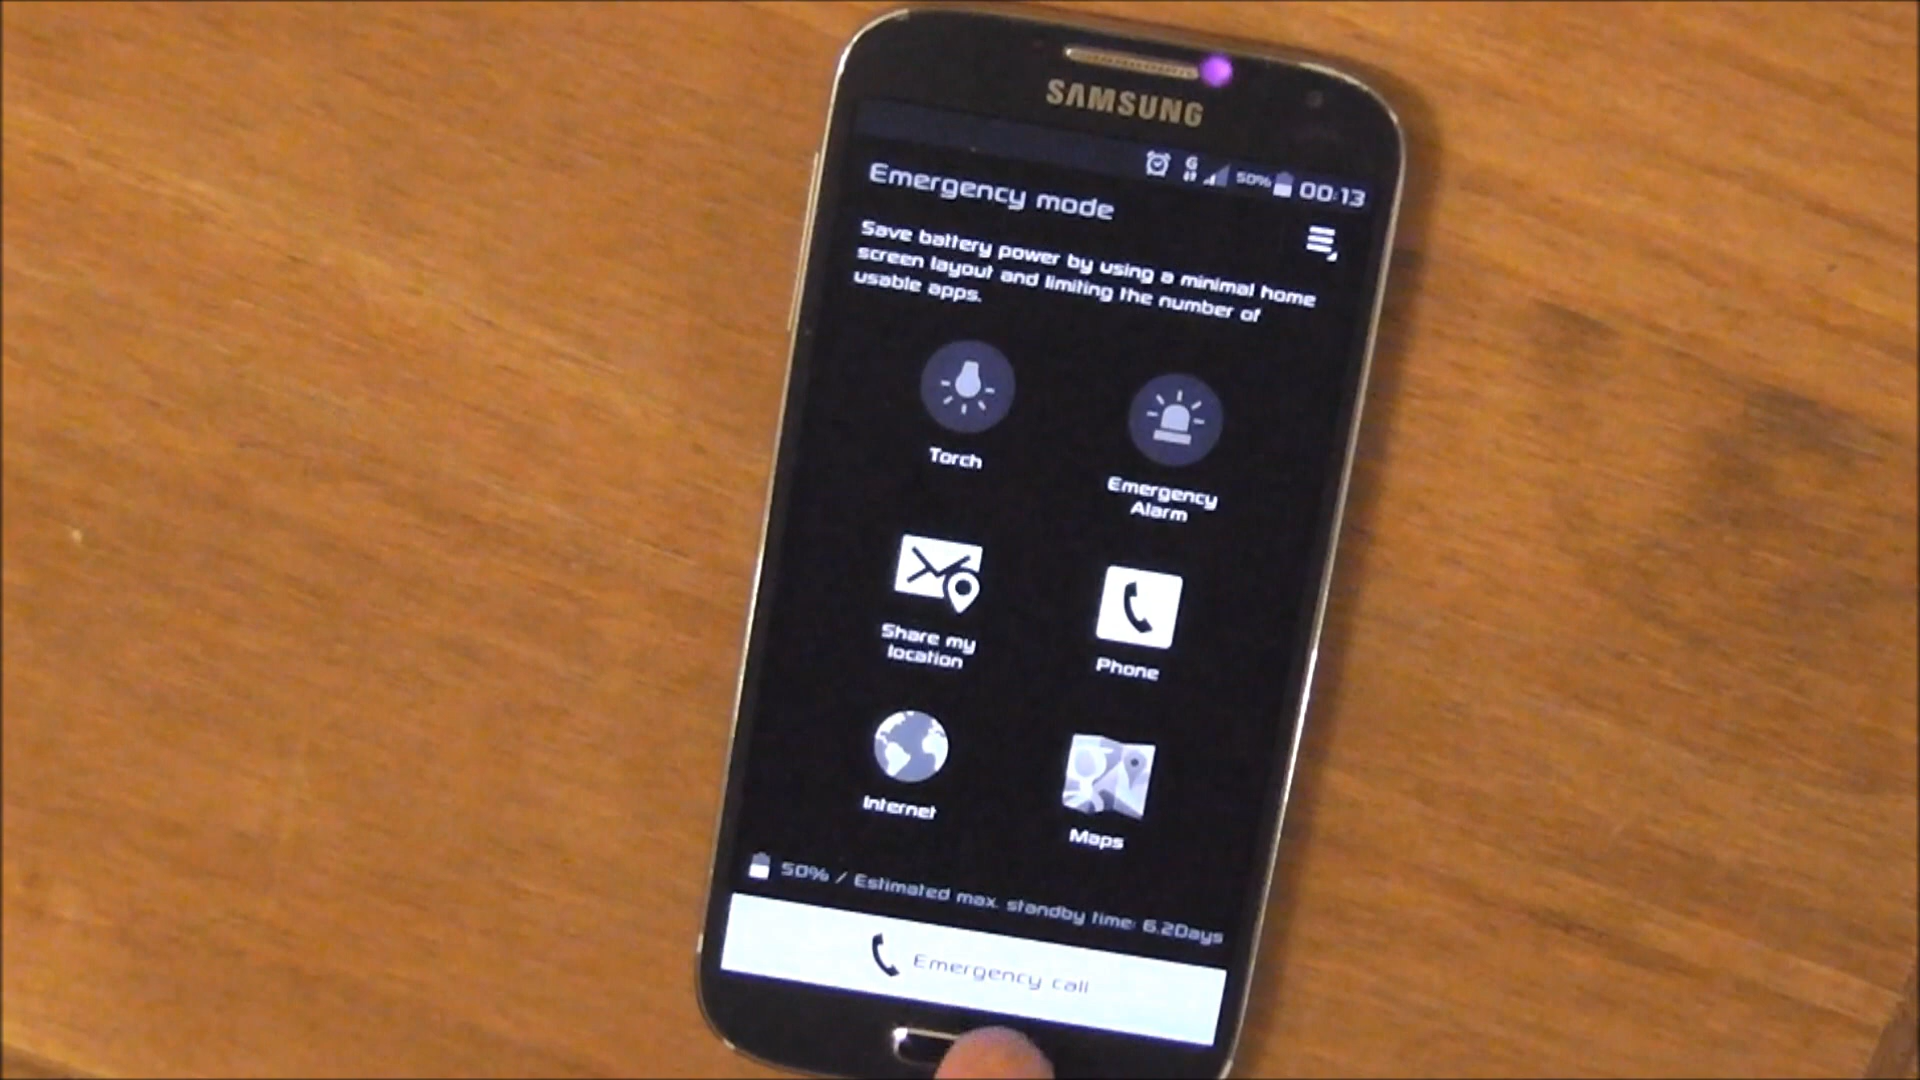 SAMSUNG
G 50% 00:13
Emergency mode
Save battery power by using a minimal home
screen layout and limiting the number of
usable apps.
Torch
Emergency
Alarm
Share my
location
Phone
Internet
Maps
50% / Estimated max. standby time: 6.2Days
Emergency call